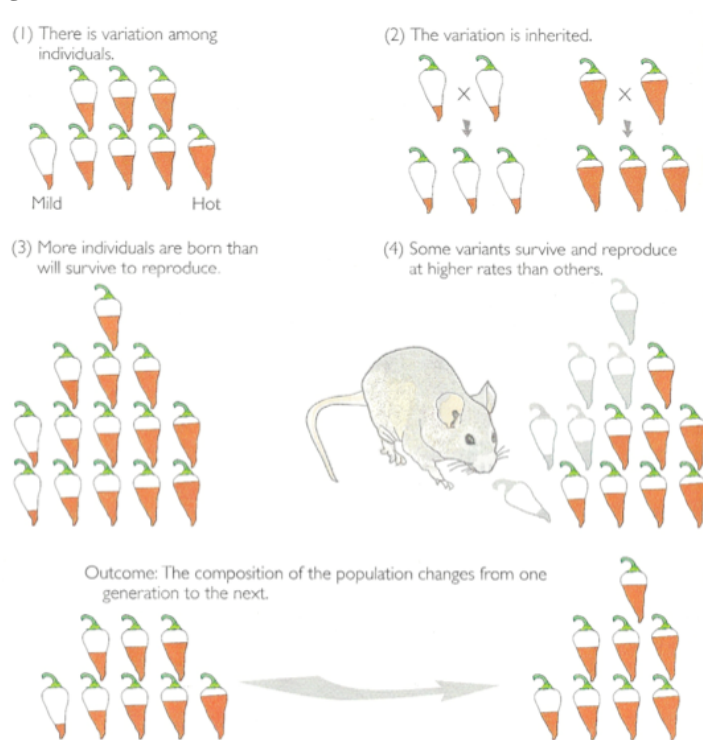 (1) There is variation among
individuals.
Mild
Hot
(2) The variation is inherited.
×
×
(3) More individuals are born than
will survive to reproduce.
(4) Some variants survive and reproduce
at higher rates than others.
Outcome: The composition of the population changes from one
generation to the next.